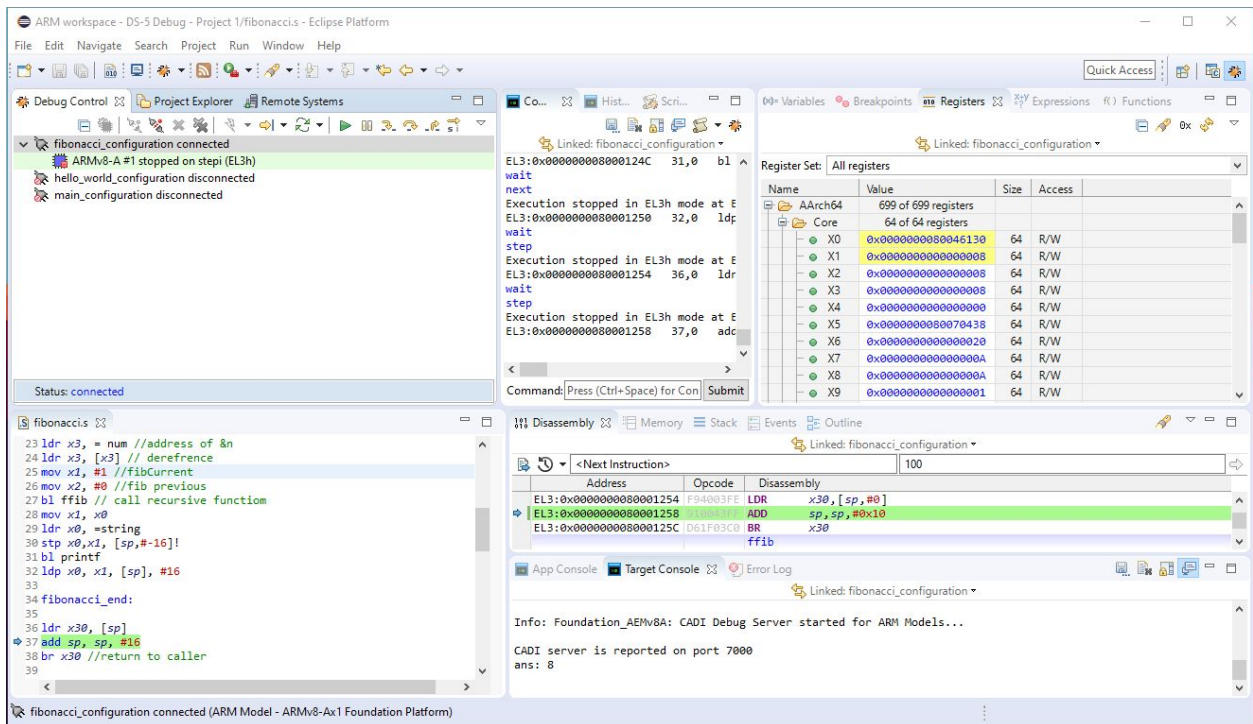 ARM workspace - DS-5 Debug - Project 1/fibonacci.s - Eclipse Platform
File Edit Navigate Search Project Run Window Help
Quick Access
Debug Control Project Explorer Remote Systems
fibonacci_configuration connected
ARMv8-A #1 stopped on stepi (EL3h)
hello_world_configuration disconnected
main_configuration disconnected
Status: connected
Co... Hist... Scri...
Linked: fibonacci_configuration
EL3:0x000000008000124C 31,0 bl
wait
next
Execution stopped in EL3h mode at E
EL3:0x0000000080001250 32,0 ldp
wait
step
Execution stopped in EL3h mode at E
EL3:0x0000000080001254 36,0 ldr
wait
step
Execution stopped in EL3h mode at E
EL3:0x0000000080001258 37,0 adc
Command: Press (Ctrl+Space) for Con Submit
Variables Breakpoints Registers Expressions Functions
Linked: fibonacci_configuration
Register Set: All registers
Name Value Size Access
AArch64 699 of 699 registers
Core 64 of 64 registers
X0 0x0000000080046130 64 R/W
X1 0x0000000000000008 64 R/W
X2 0x0000000000000008 64 R/W
X3 0x0000000000000008 64 R/W
X4 0x0000000000000000 64 R/W
X5 0x0000000080070438 64 R/W
X6 0x0000000000000020 64 R/W
X7 0x000000000000000A 64 R/W
X8 0x000000000000000A 64 R/W
X9 0x0000000000000001 64 R/W
fibonacci.s
23 ldr x3, = num //address of &n
24 ldr x3, [x3] // derefrence
25 mov x1, #1 //fibCurrent
26 mov x2, #0 //fib previous
27 bl ffib // call recursive functiom
28 mov x1, x0
29 ldr x0, =string
30 stp x0,x1, [sp,#-16]!
31 bl printf
32 ldp x0, x1, [sp], #16
33
34 fibonacci_end:
35
36 ldr x30, [sp]
37 add sp, sp, #16
38 br x30 //return to caller
39
Disassembly Memory Stack Events Outline
Linked: fibonacci_configuration
<Next Instruction> 100
Address Opcode Disassembly
EL3:0x0000000080001254 F94003FE LDR x30,[sp,#0]
EL3:0x0000000080001258 910043FF ADD sp,sp,#0x10
EL3:0x000000008000125C D61F03C0 BR x30
ffib
App Console Target Console Error Log
Linked: fibonacci_configuration
Info: Foundation_AEMv8A: CADI Debug Server started for ARM Models...
CADI server is reported on port 7000
ans: 8
fibonacci_configuration connected (ARM Model - ARMv8-Ax1 Foundation Platform)